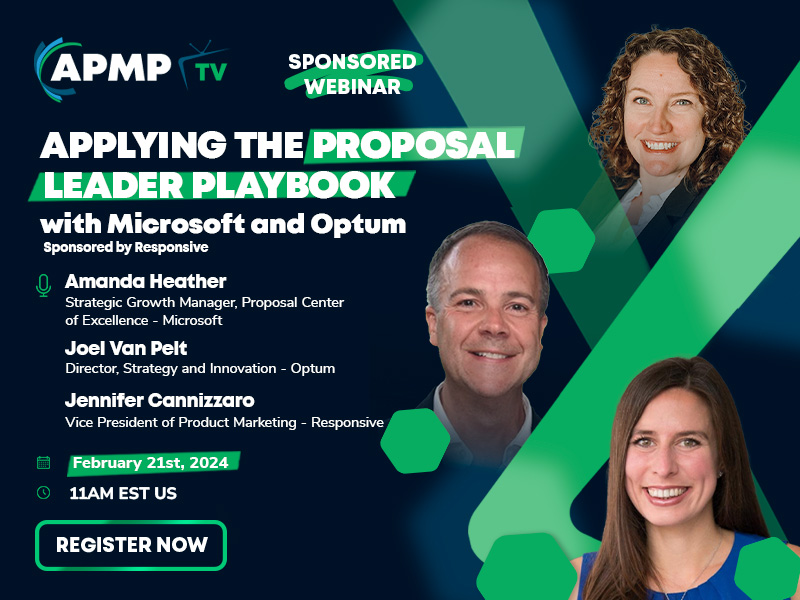 APMP TV
SPONSORED
WEBINAR
APPLYING THE PROPOSAL
LEADER PLAYBOOK
with Microsoft and Optum
Sponsored by Responsive
Amanda Heather
Strategic Growth Manager, Proposal Center
of Excellence - Microsoft
Joel Van Pelt
Director, Strategy and Innovation - Optum
Jennifer Cannizzaro
Vice President of Product Marketing - Responsive
February 21st, 2024
11AM EST US
REGISTER NOW